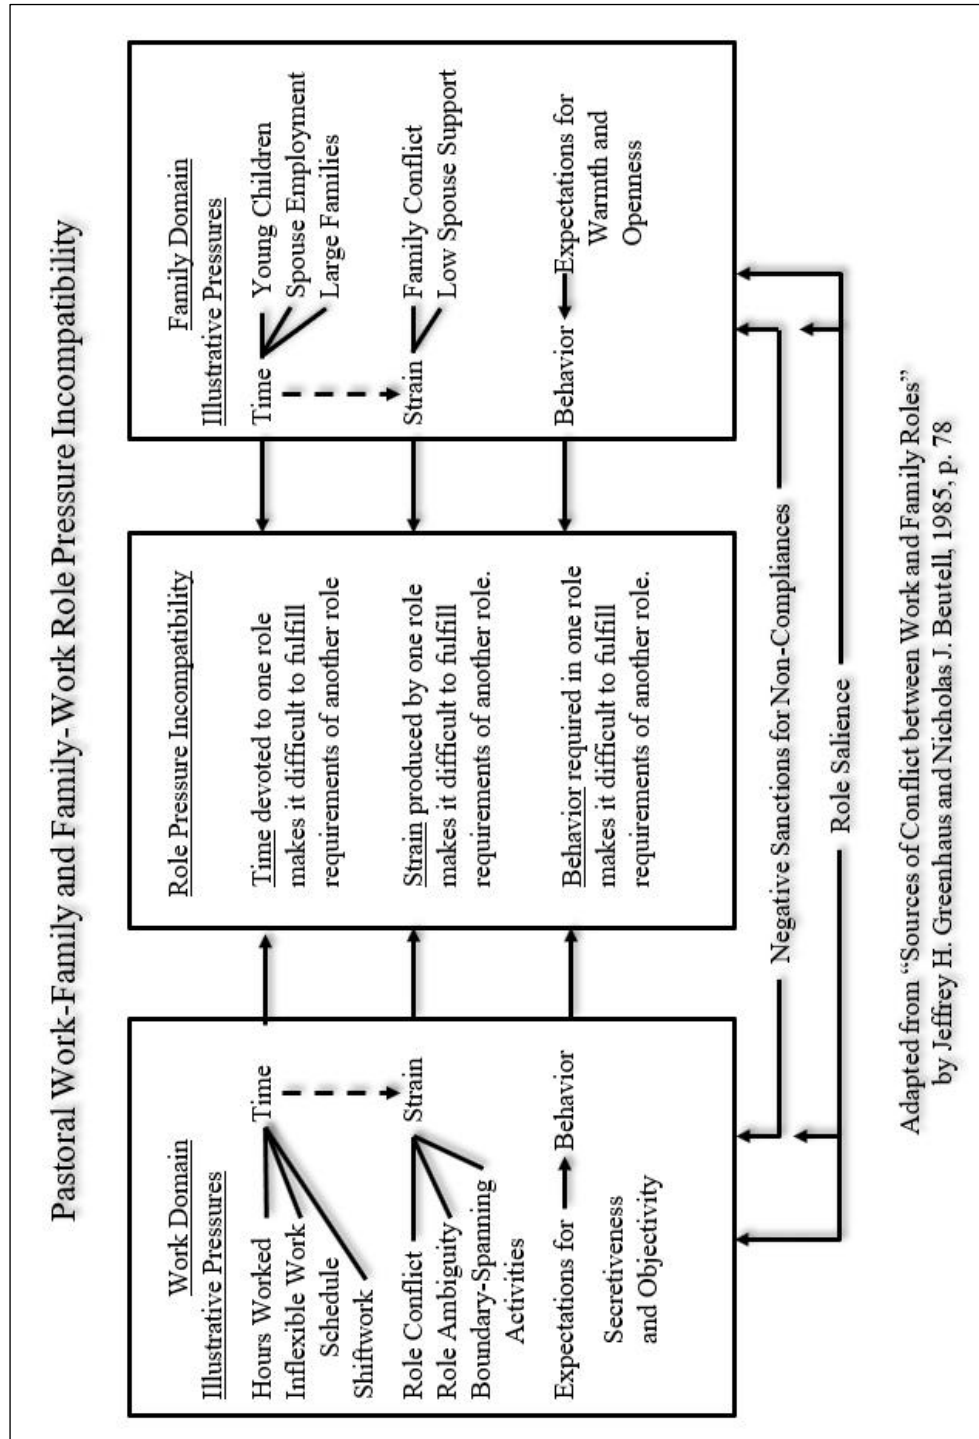 Pastoral Work-Family and Family-Work Role Pressure Incompatibility
Work Domain
Illustrative Pressures
Hours Worked
Inflexible Work
Schedule
Shiftwork
Time
Role Conflict
Role Ambiguity
Boundary-Spanning
Activities
Strain
Expectations for
Behavior
Secretiveness
and Objectivity
Role Pressure Incompatibility
Time devoted to one role
makes it difficult to fulfill
requirements of another role
Strain produced by one role
makes it difficult to fulfill
requirements of another role.
Behavior required in one role
makes it difficult to fulfill
requirements of another role.
Family Domain
Illustrative Pressures
Time
Young Children
Spouse Employment
Large Families
Strain
Family Conflict
Low Spouse Support
Behavior
Expectations for
Warmth and
Openness
Negative Sanctions for Non-Compliances
Role Salience
Adapted from “Sources of Conflict between Work and Family Roles”
by Jeffrey H. Greenhaus and Nicholas J. Beutell, 1985, p. 78